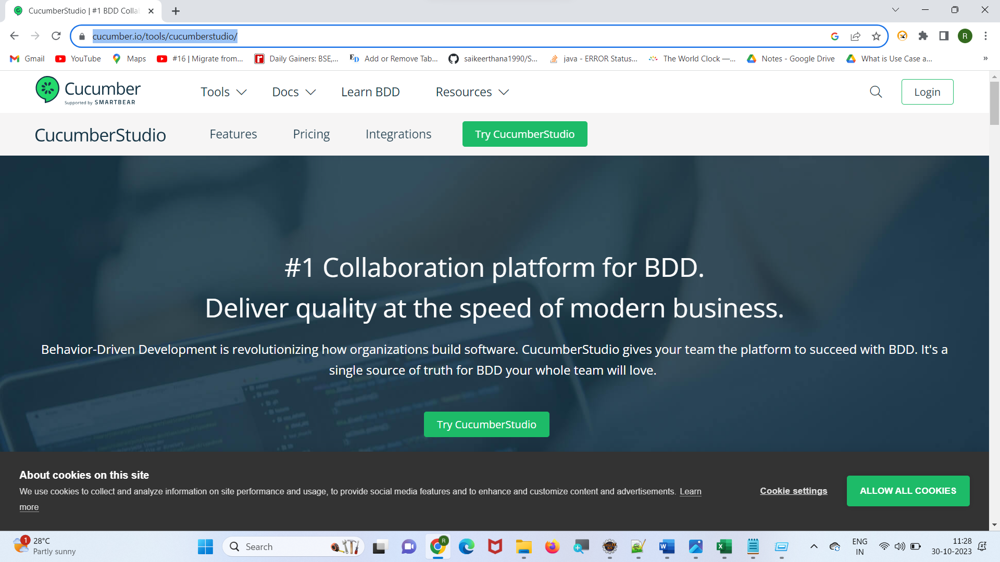 CucumberStudio | #1 BDD Colla
cucumber.io/tools/cucumberstudio/
R
Gmail
YouTube
Maps
#16 | Migrate from...
Daily Gainers: BSE,...
Add or Remove Tab...
saikeerthana1990/S...
java - ERROR Status...
The World Clock —...
Notes - Google Drive
What is Use Case a...
»
Cucumber
Supported by SMARTBEAR
Tools
Docs
Learn BDD
Resources
Login
CucumberStudio
Features
Pricing
Integrations
Try CucumberStudio
#1 Collaboration platform for BDD.
Deliver quality at the speed of modern business.
Behavior-Driven Development is revolutionizing how organizations build software. CucumberStudio gives your team the platform to succeed with BDD. It's a
single source of truth for BDD your whole team will love.
Try CucumberStudio
About cookies on this site
We use cookies to collect and analyze information on site performance and usage, to provide social media features and to enhance and customize content and advertisements. Learn
more
Cookie settings
ALLOW ALL COOKIES
1
28°C
Partly sunny
Search
R
ENG
IN
11:28
30-10-2023